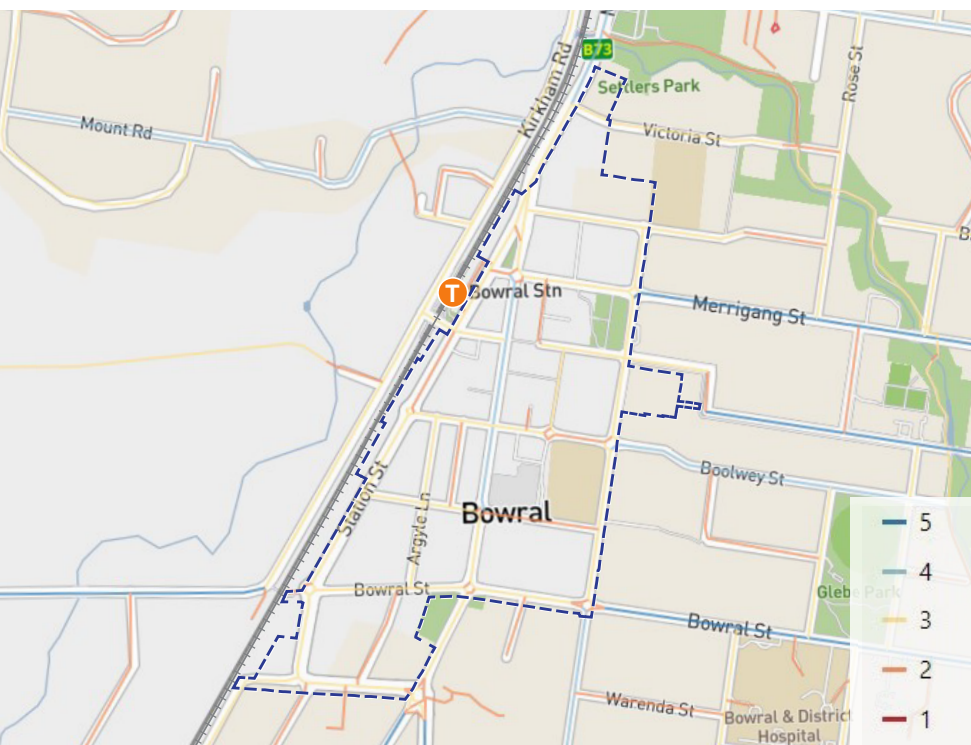 B73
Kirkham Rd
Rose St
Settlers Park
Mount Rd
Victoria St
B
T
Bowral Stn
Merrigang St
Station St
Argyle Ln
Boolwey St
Bowral
5
4
Bowral St
Glebe Park
3
Bowral St
2
Warenda St
Bowral & District
Hospital
1